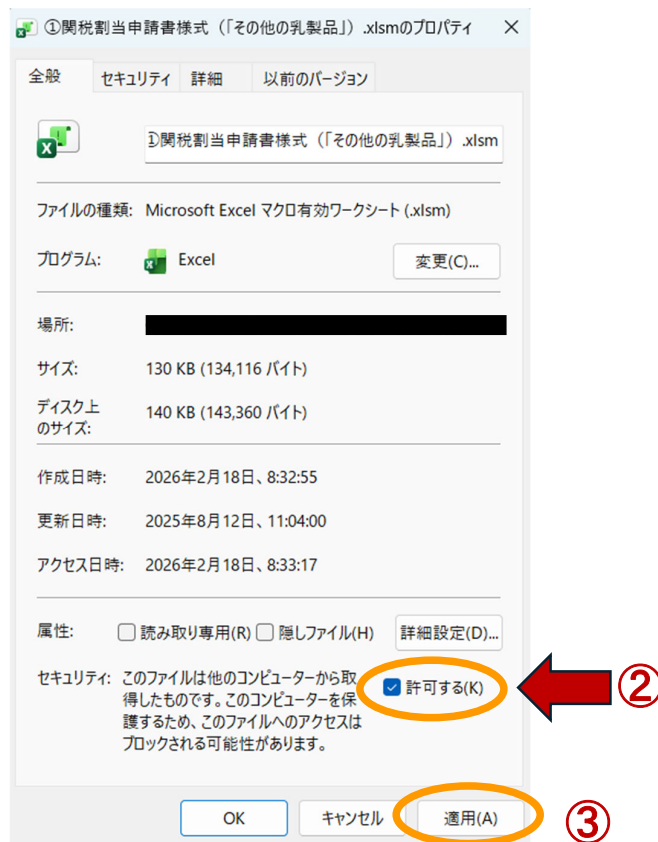 ①関税割当申請書様式（「その他の乳製品」）.xlsmのプロパティ
全般 セキュリティ 詳細 以前のバージョン
①関税割当申請書様式（「その他の乳製品」）.xlsm
ファイルの種類: Microsoft Excel マクロ有効ワークシート (.xlsm)
プログラム: Excel 変更(C)...
場所:
サイズ: 130 KB (134,116 バイト)
ディスク上
のサイズ: 140 KB (143,360 バイト)
作成日時: 2026年2月18日、8:32:55
更新日時: 2025年8月12日、11:04:00
アクセス日時: 2026年2月18日、8:33:17
属性: 読み取り専用(R) 隠しファイル(H) 詳細設定(D)...
セキュリティ: このファイルは他のコンピューターから取
得したものです。このコンピューターを保
護するため、このファイルへのアクセスは
ブロックされる可能性があります。
許可する(K)
②
OK キャンセル 適用(A)
③